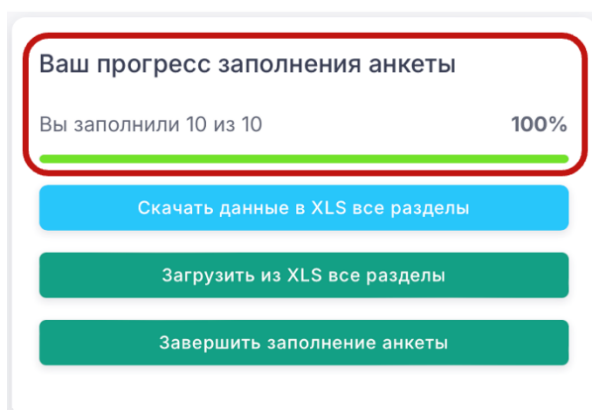 Ваш прогресс заполнения анкеты
Вы заполнили 10 из 10 100%
Скачать данные в XLS все разделы
Загрузить из XLS все разделы
Завершить заполнение анкеты